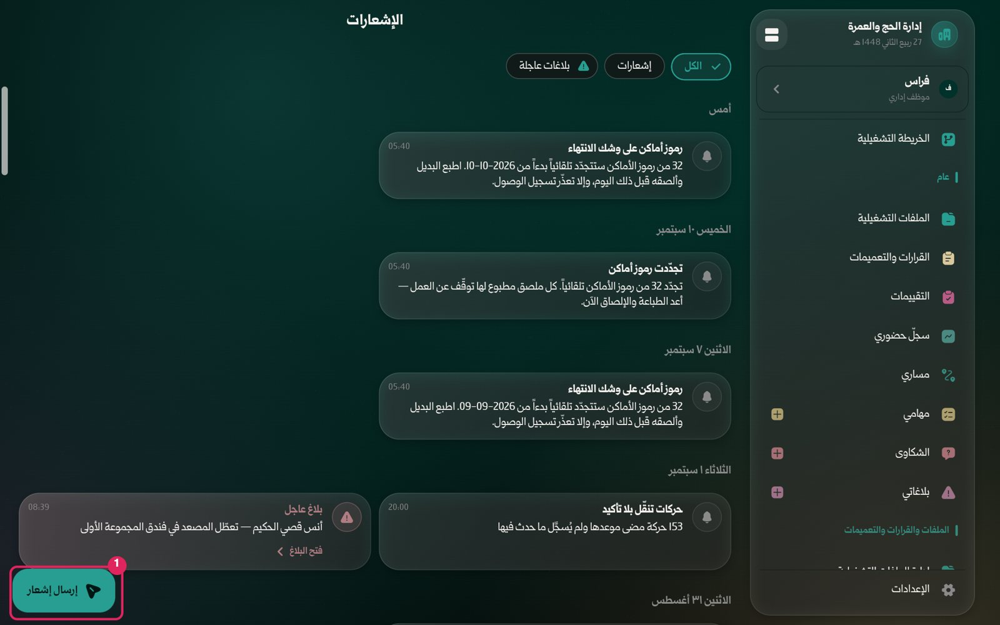 إدارة الحج والعمرة
27 ربيع الثاني 1448 هـ
ف
فراس
موظف إداري
الخريطة التشغيلية
عام
الملفات التشغيلية
القرارات والتعميمات
التقييمات
سجلّ حضوري
مساري
مهامي
الشكاوى
بلاغاتي
الملفات والقرارات والتعميمات
الإعدادات
الإشعارات
الكل
إشعارات
بلاغات عاجلة
أمس
رموز أماكن على وشك الانتهاء
05:40
32 من رموز الأماكن ستتجدّد تلقائياً بدءاً من 2026-10-10. اطبع البديل
وألصقه قبل ذلك اليوم، وإلا تعذّر تسجيل الوصول.
الخميس ١٠ سبتمبر
تجدّدت رموز أماكن
05:40
تجدّد 32 من رموز الأماكن تلقائياً. كل ملصق مطبوع لها توقّف عن العمل —
أعد الطباعة والإلصاق الآن.
الاثنين ٧ سبتمبر
رموز أماكن على وشك الانتهاء
05:40
32 من رموز الأماكن ستتجدّد تلقائياً بدءاً من 2026-09-09. اطبع البديل
وألصقه قبل ذلك اليوم، وإلا تعذّر تسجيل الوصول.
الثلاثاء ١ سبتمبر
حركات تنقّل بلا تأكيد
20:00
153 حركة مضى موعدها ولم يُسجَّل ما حدث فيها
بلاغ عاجل
08:39
أنس قصي الحكيم — تعطّل المصعد في فندق المجموعة الأولى
فتح البلاغ
الاثنين ٣١ أغسطس
1
إرسال إشعار